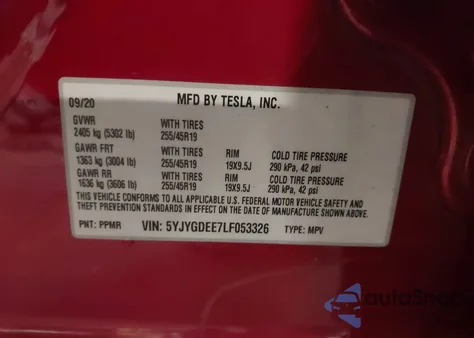 09/20 MFD BY TESLA, INC.
GVWR WITH TIRES
2405 kg (5302 lb) 255/45R19
GAWR FRT WITH TIRES RIM COLD TIRE PRESSURE
1363 kg (3004 lb) 255/45R19 19X9.5J 290 kPa, 42 psi
GAWR RR WITH TIRES RIM COLD TIRE PRESSURE
1636 kg (3606 lb) 255/45R19 19X9.5J 290 kPa, 42 psi
THIS VEHICLE CONFORMS TO ALL APPLICABLE U.S. FEDERAL MOTOR VEHICLE SAFETY AND
THEFT PREVENTION STANDARDS IN EFFECT ON THE DATE OF MANUFACTURE SHOWN ABOVE.
PNT: PPMR VIN: 5YJYGDEE7LF053326 TYPE: MPV